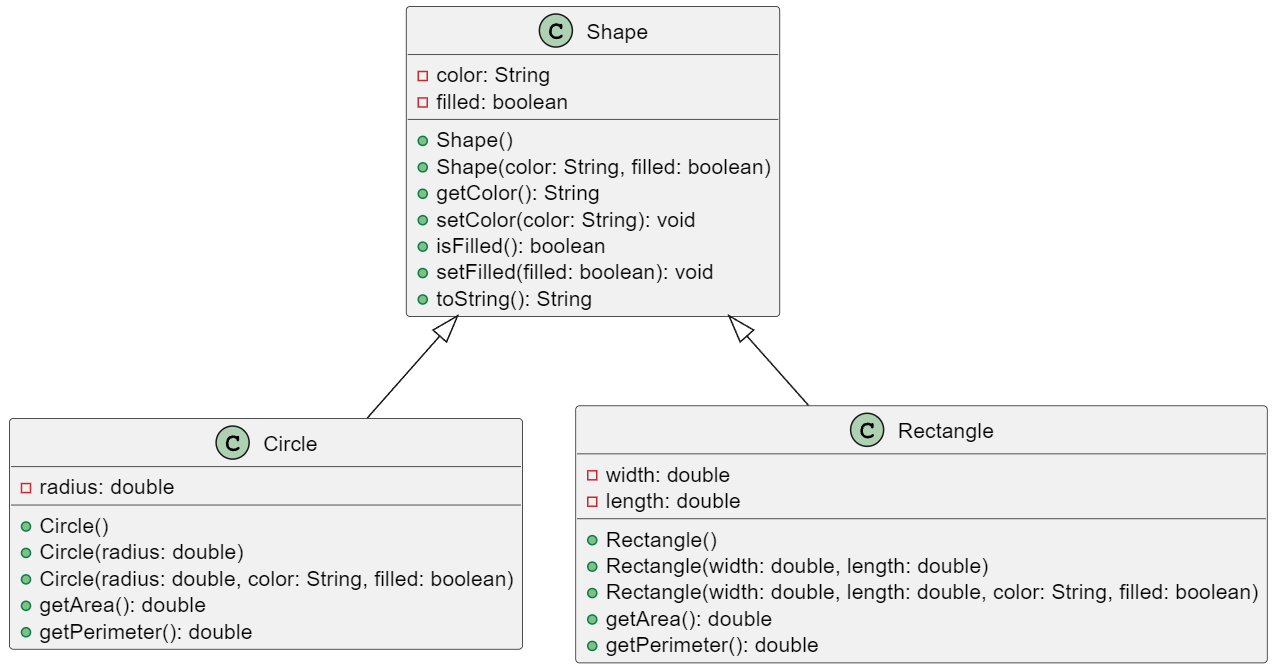 C Shape
color: String
filled: boolean
Shape()
Shape(color: String, filled: boolean)
getColor(): String
setColor(color: String): void
isFilled(): boolean
setFilled(filled: boolean): void
toString(): String
C Circle
radius: double
Circle()
Circle(radius: double)
Circle(radius: double, color: String, filled: boolean)
getArea(): double
getPerimeter(): double
C Rectangle
width: double
length: double
Rectangle()
Rectangle(width: double, length: double)
Rectangle(width: double, length: double, color: String, filled: boolean)
getArea(): double
getPerimeter(): double